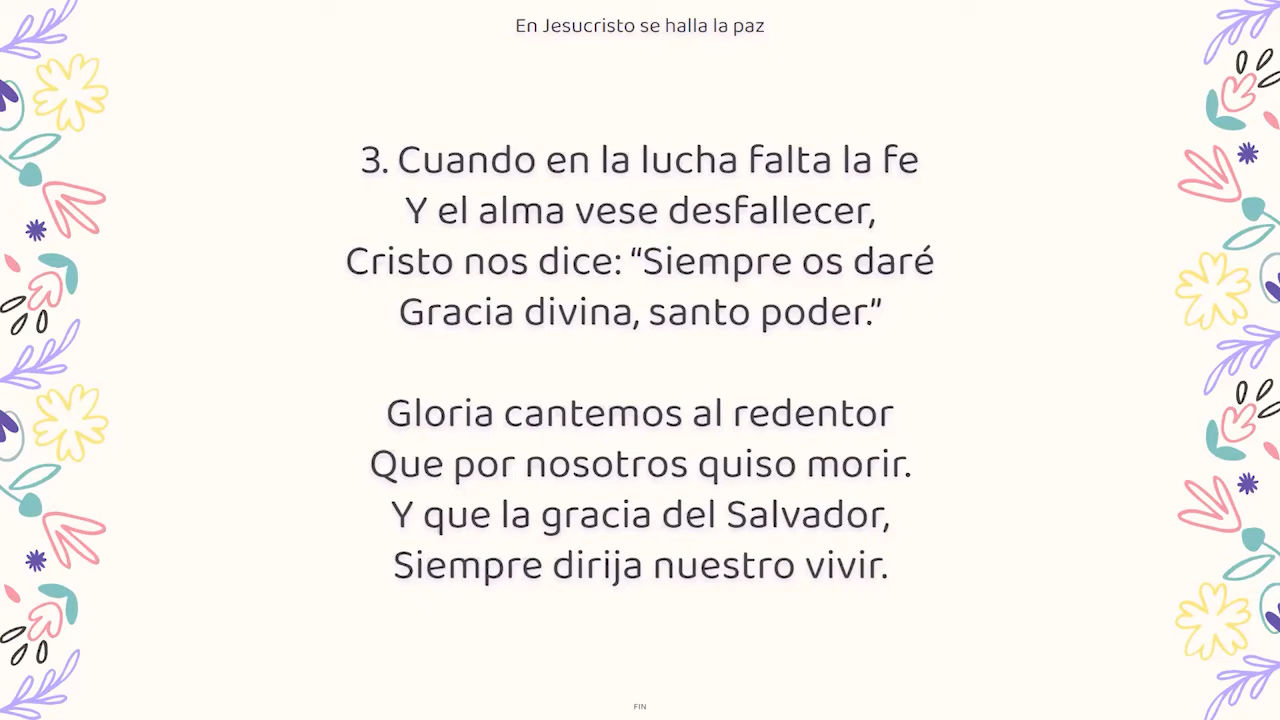 En Jesucristo se halla la paz
3. Cuando en la lucha falta la fe
Y el alma vese desfallecer,
Cristo nos dice: “Siempre os daré
Gracia divina, santo poder.”
Gloria cantemos al redentor
Que por nosotros quiso morir.
Y que la gracia del Salvador,
Siempre dirija nuestro vivir.
FIN